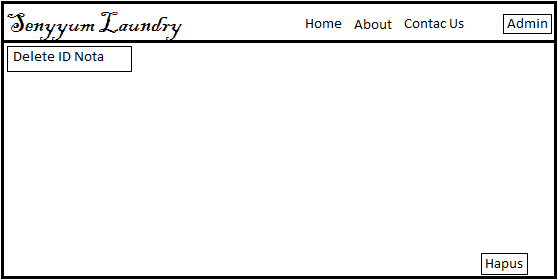 Senyyum Laundry
Home About Contac Us Admin
Delete ID Nota
Hapus